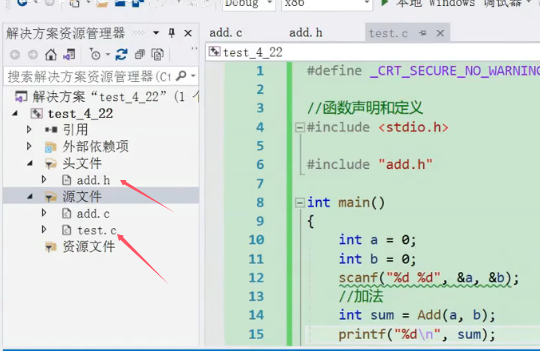 Debug x86 本地 Windows 调试器
解决方案资源管理器
搜索解决方案资源管理器(Ct
解决方案“test_4_22”(1 个
test_4_22
引用
外部依赖项
头文件
add.h
源文件
add.c
test.c
资源文件
add.c add.h test.c
test_4_22
1 #define _CRT_SECURE_NO_WARNING
2
3 //函数声明和定义
4 #include <stdio.h>
5
6 #include "add.h"
7
8 int main()
9 {
10 int a = 0;
11 int b = 0;
12 scanf("%d %d", &a, &b);
13 //加法
14 int sum = Add(a, b);
15 printf("%d\n", sum);